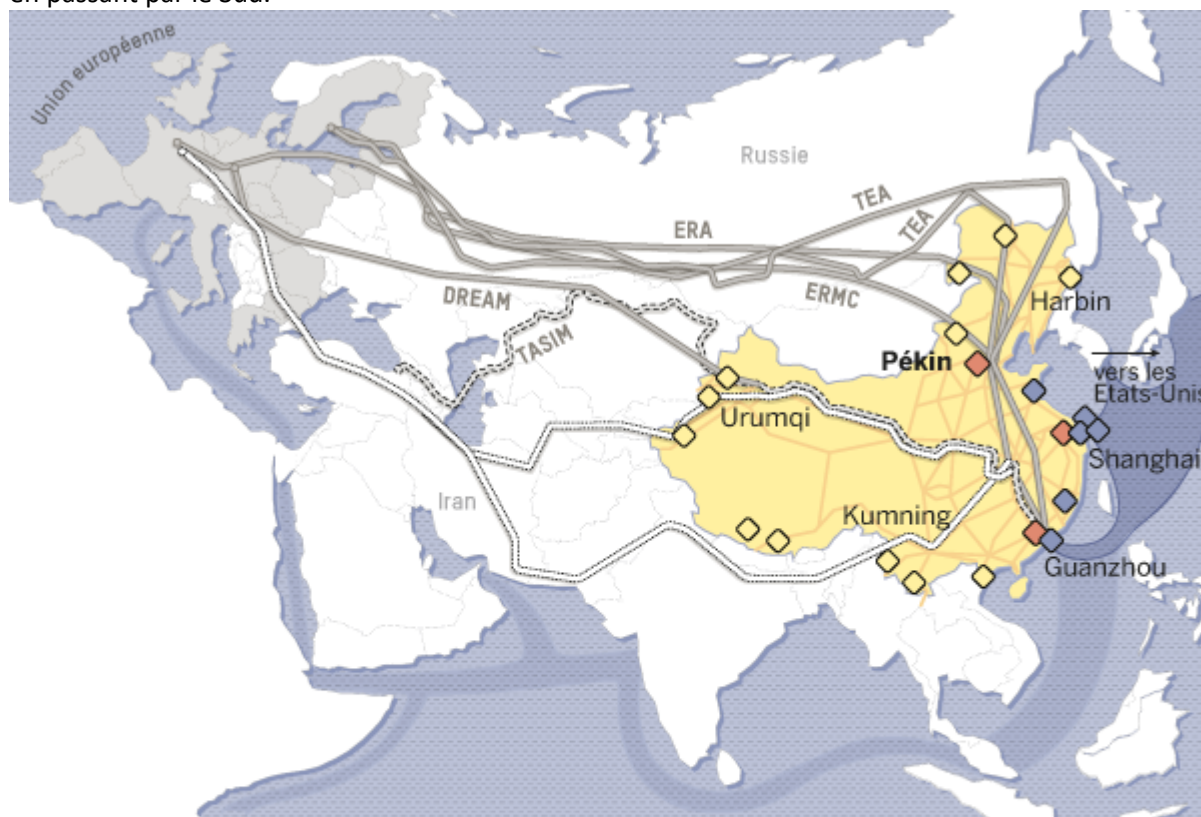 en passant par le Sud.
Union européenne
Russie
TEA
TEA
ERA
DREAM
ERMC
TASIM
Harbin
Pékin
vers les
Etats-Unis
Urumqi
Shanghai
Iran
Kumning
Guanzhou